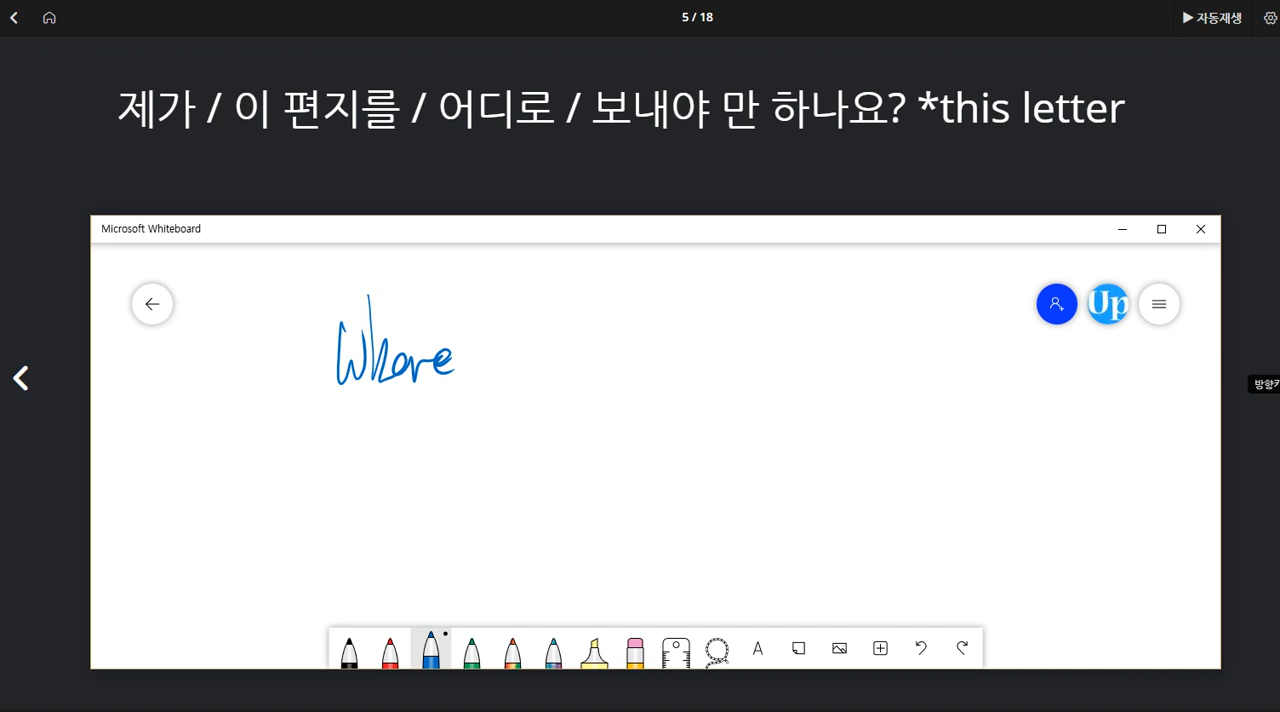 5 / 18
▶ 자동재생
제가 / 이 편지를 / 어디로 / 보내야 만 하나요? *this letter
Microsoft Whiteboard
Up
Where
방향키
A